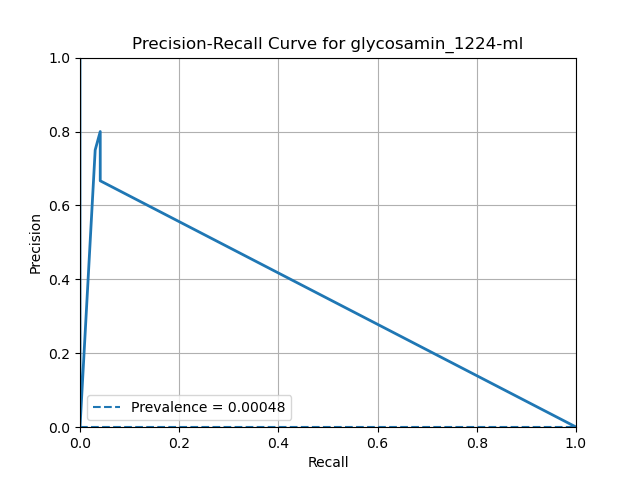 Precision-Recall Curve for glycosamin_1224-ml
1.0
0.8
0.6
0.4
0.2
0.0
Precision
Prevalence = 0.00048
0.0 0.2 0.4 0.6 0.8 1.0
Recall